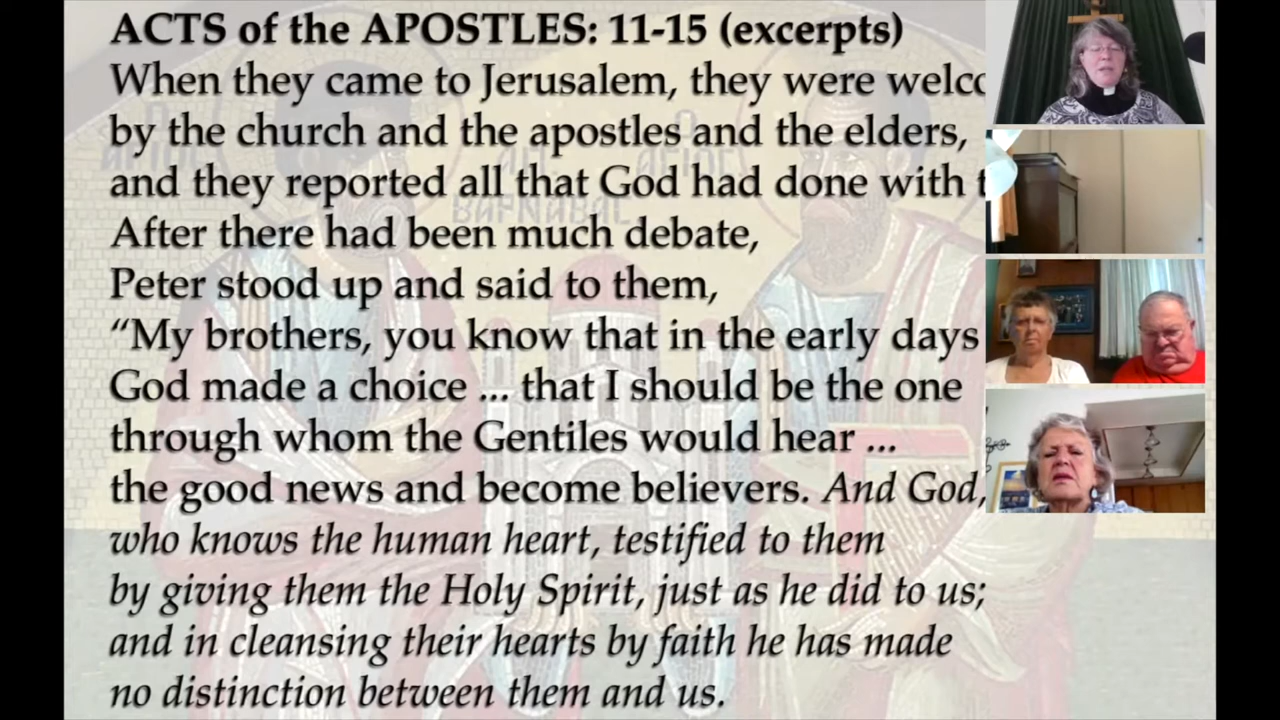 ACTS of the APOSTLES: 11-15 (excerpts)
When they came to Jerusalem, they were
by the church and the apostles and the elders,
and they reported all that God had done with
After there had been much debate,
Peter stood up and said to them,
“My brothers, you know that in the early days
God made a choice ... that I should be the one
through whom the Gentiles would hear ...
the good news and become believers. And God,
who knows the human heart, testified to them
by giving them the Holy Spirit, just as he did to us;
and in cleansing their hearts by faith he has made
no distinction between them and us.